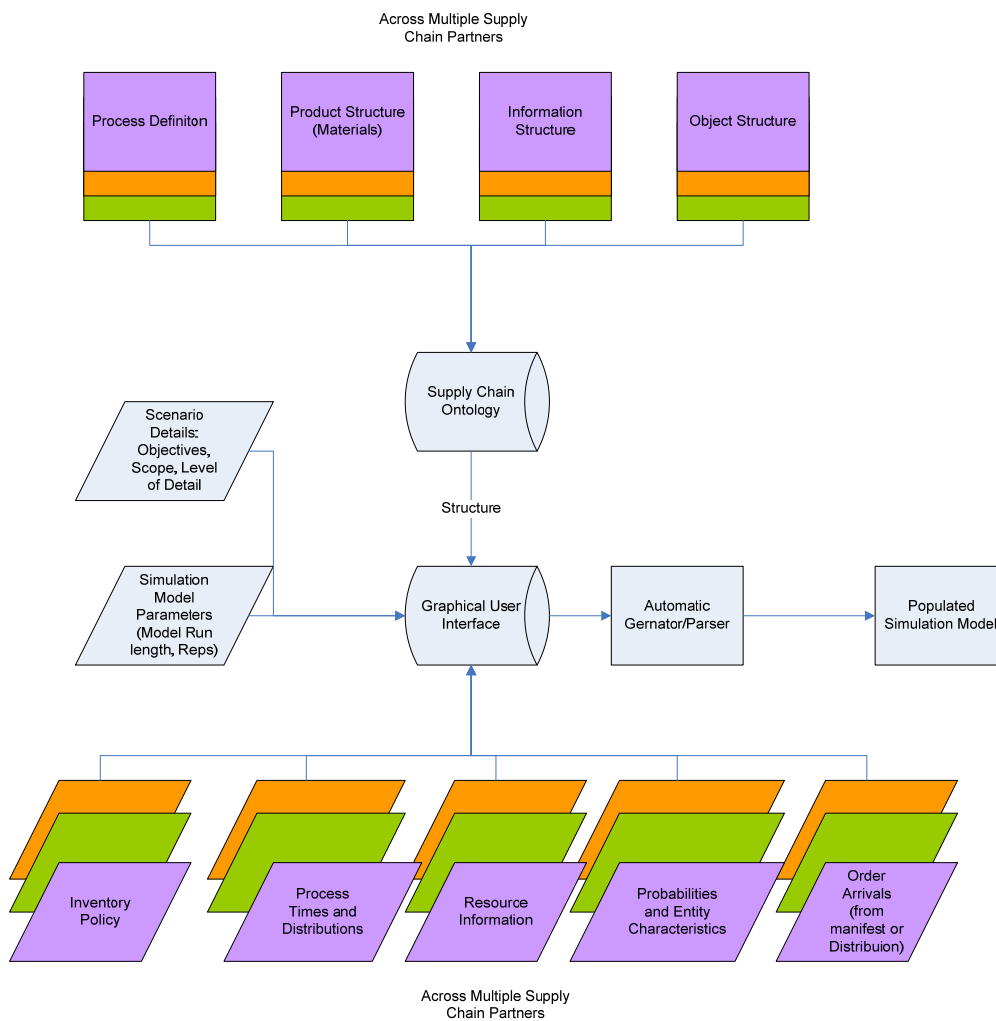 Across Multiple Supply
Chain Partners
Process Definiton
Product Structure
(Materials)
Information
Structure
Object Structure
Supply Chain
Ontology
Scenario
Details:
Objectives,
Scope, Level
of Detail
Structure
Simulation
Model
Parameters
(Model Run
length, Reps)
Graphical User
Interface
Automatic
Gernator/Parser
Populated
Simulation Model
Inventory
Policy
Process
Times and
Distributions
Resource
Information
Probabilities
and Entity
Characteristics
Order
Arrivals
(from
manifest or
Distribuion)
Across Multiple Supply
Chain Partners